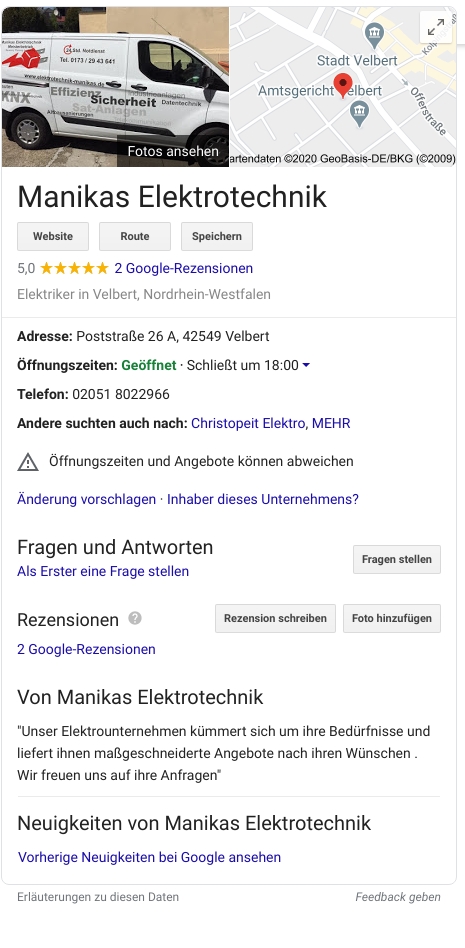 Manikas Elektrotechnik
Meisterbetrieb
24 Std. Notdienst
Tel. 0173 / 29 43 641
www.elektrotechnik-manikas.de
Effizienz
KNX
Sicherheit
Datentechnik
Sat-Anlagen
Fotos ansehen
Stadt Velbert
Amtsgericht Velbert
Offerstraße
artendaten ©2020 GeoBasis-DE/BKG (©2009)
Manikas Elektrotechnik
Website
Route
Speichern
5,0 ★★★★★ 2 Google-Rezensionen
Elektriker in Velbert, Nordrhein-Westfalen
Adresse: Poststraße 26 A, 42549 Velbert
Öffnungszeiten: Geöffnet · Schließt um 18:00
Telefon: 02051 8022966
Andere suchten auch nach: Christopeit Elektro, MEHR
Öffnungszeiten und Angebote können abweichen
Änderung vorschlagen · Inhaber dieses Unternehmens?
Fragen und Antworten
Fragen stellen
Als Erster eine Frage stellen
Rezensionen ?
Rezension schreiben
Foto hinzufügen
2 Google-Rezensionen
Von Manikas Elektrotechnik
"Unser Elektrounternehmen kümmert sich um ihre Bedürfnisse und
liefert ihnen maßgeschneiderte Angebote nach ihren Wünschen .
Wir freuen uns auf ihre Anfragen"
Neuigkeiten von Manikas Elektrotechnik
Vorherige Neuigkeiten bei Google ansehen
Erläuterungen zu diesen Daten
Feedback geben